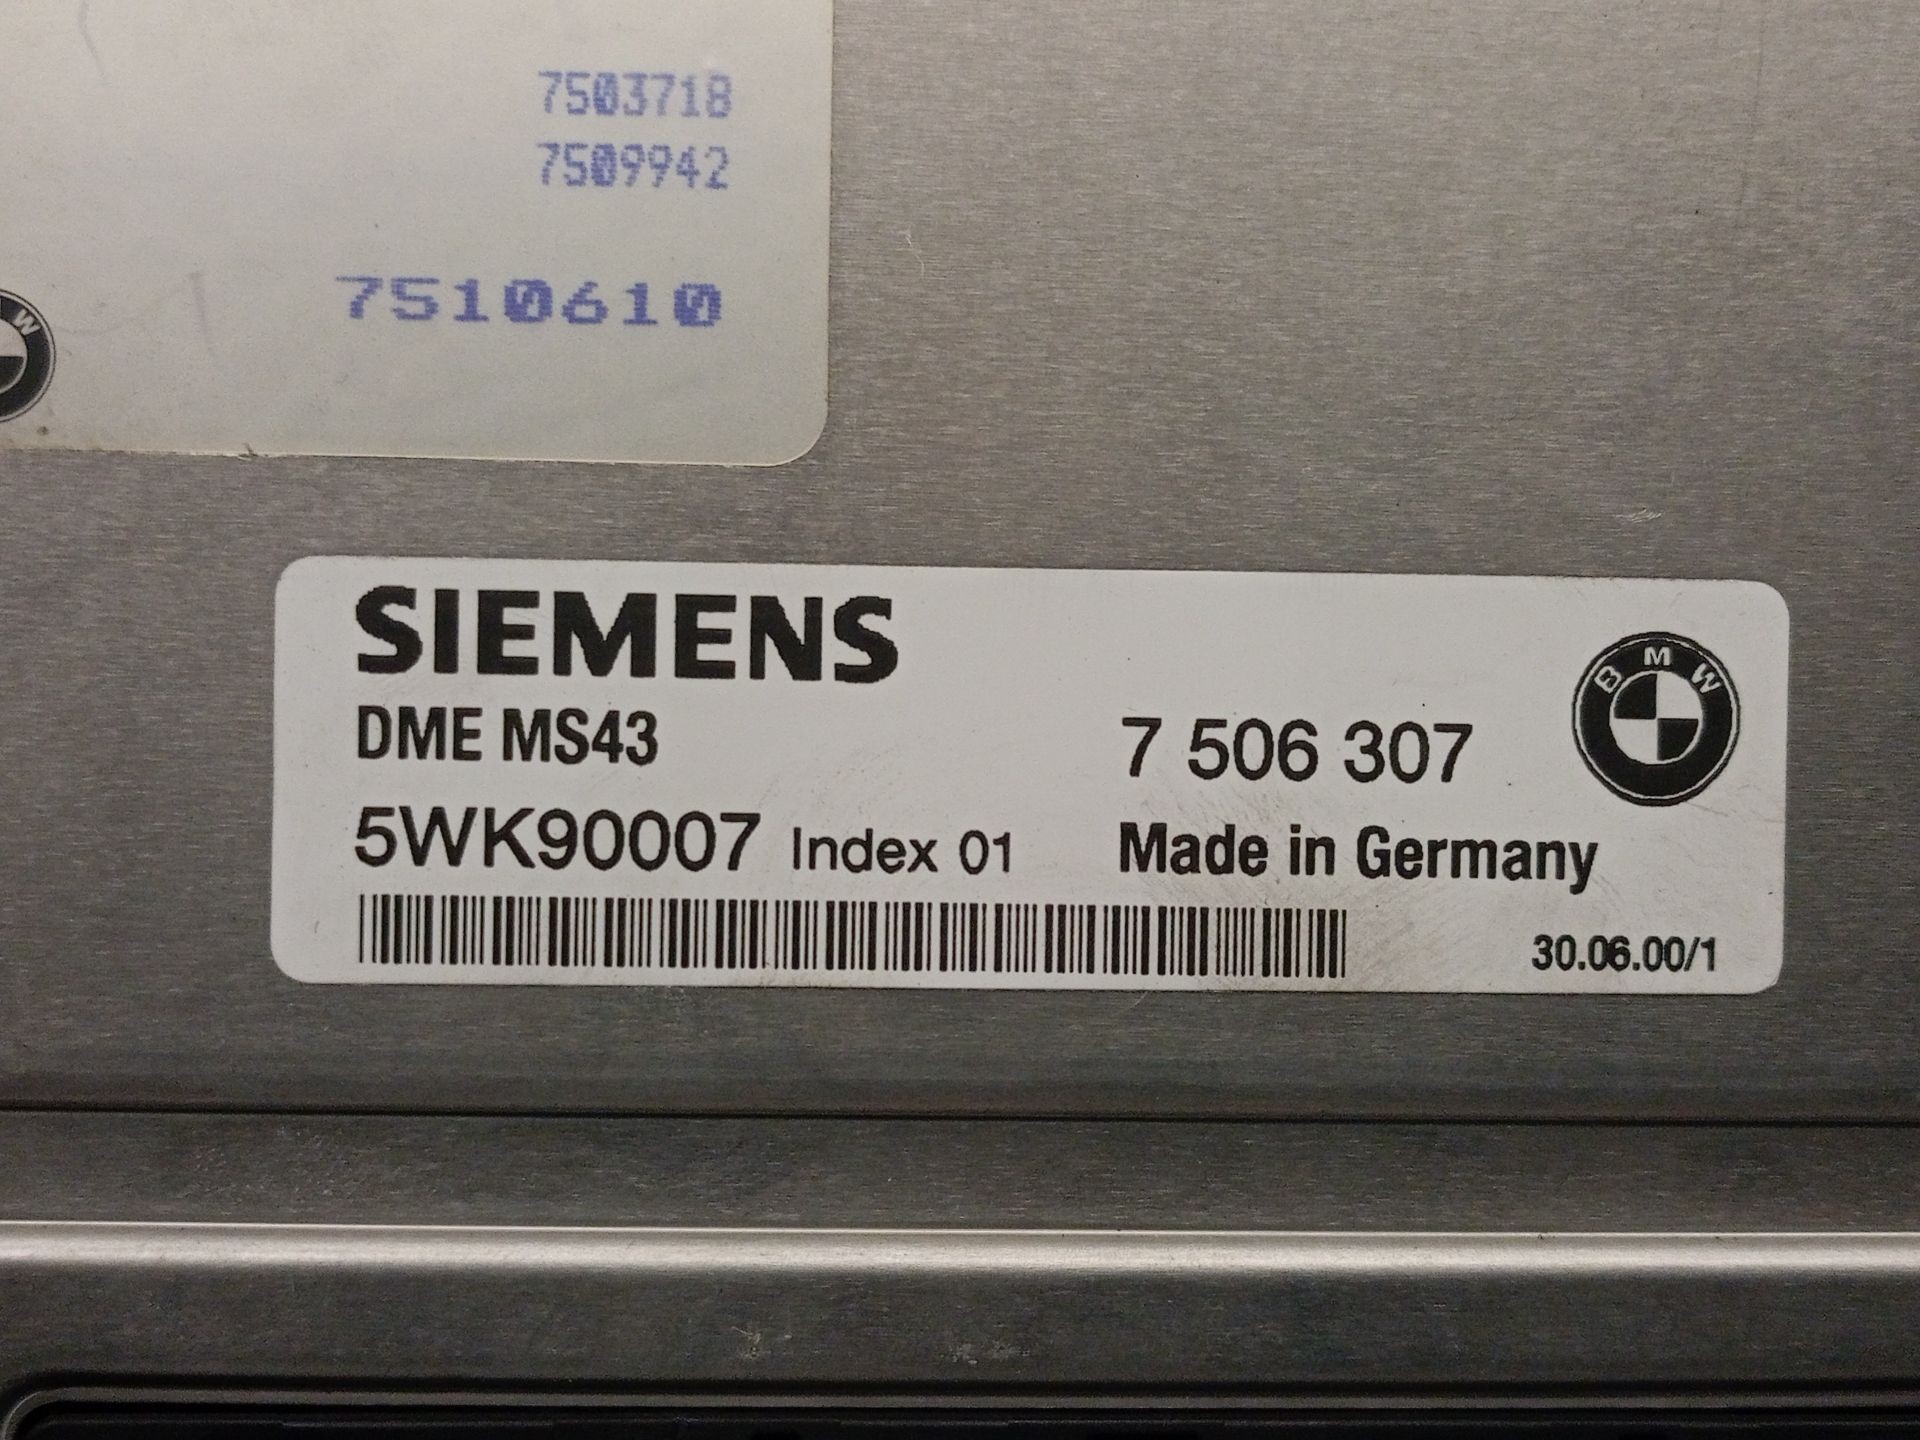 7503718
7509942
7510610
W
SIEMENS
BMW
DME MS43
7 506 307
5WK90007 Index 01
Made in Germany
30.06.00/1